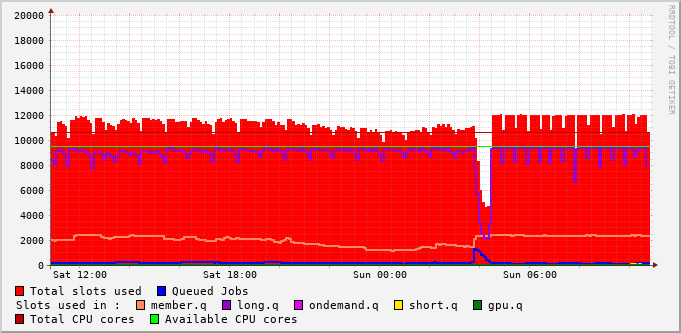 20000
18000
16000
14000
12000
10000
8000
6000
4000
2000
0
Sat 12:00 Sat 18:00 Sun 00:00 Sun 06:00
Total slots used Queued Jobs
Slots used in : member.q long.q ondemand.q short.q gpu.q
Total CPU cores Available CPU cores
RRDTOOL / TOBI OETIKER